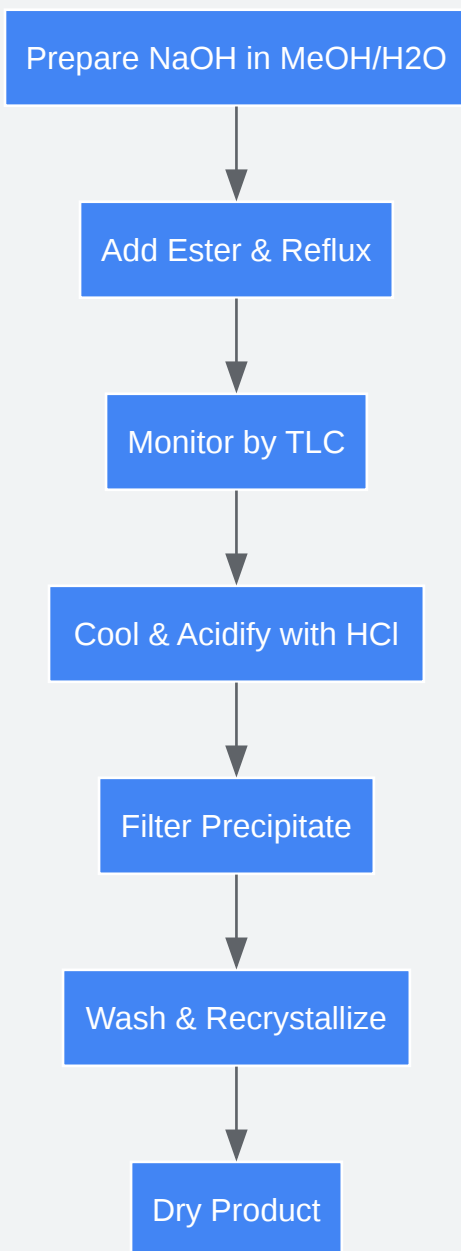 Prepare NaOH in MeOH/H2O
Add Ester & Reflux
Monitor by TLC
Cool & Acidify with HCl
Filter Precipitate
Wash & Recrystallize
Dry Product